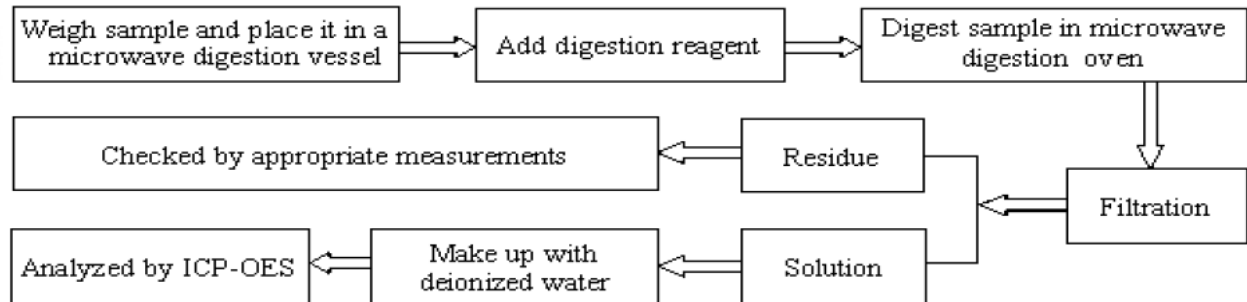 Weigh sample and place it in a
microwave digestion vessel
Add digestion reagent
Digest sample in microwave
digestion oven
Checked by appropriate measurements
Residue
Filtration
Analyzed by ICP-OES
Make up with
deionized water
Solution